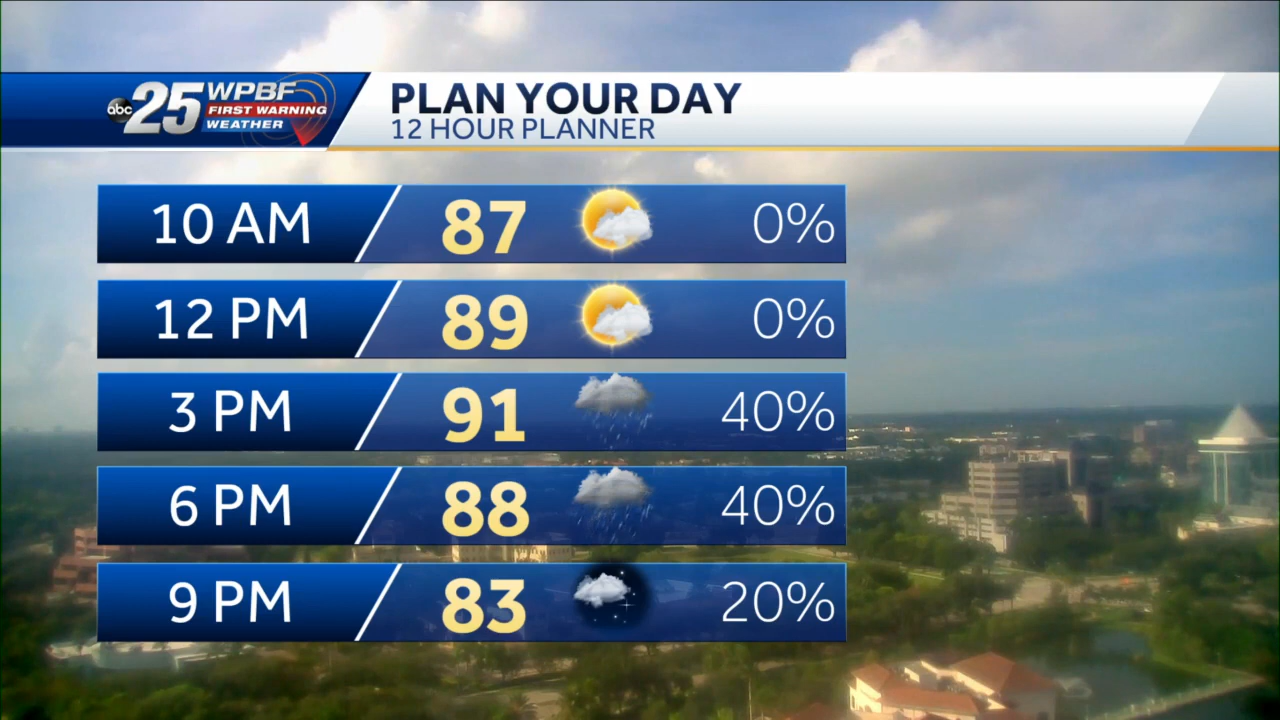 abc 25 WPBF
FIRST WARNING
WEATHER
PLAN YOUR DAY
12 HOUR PLANNER
10 AM 87 0%
12 PM 89 0%
3 PM 91 40%
6 PM 88 40%
9 PM 83 20%